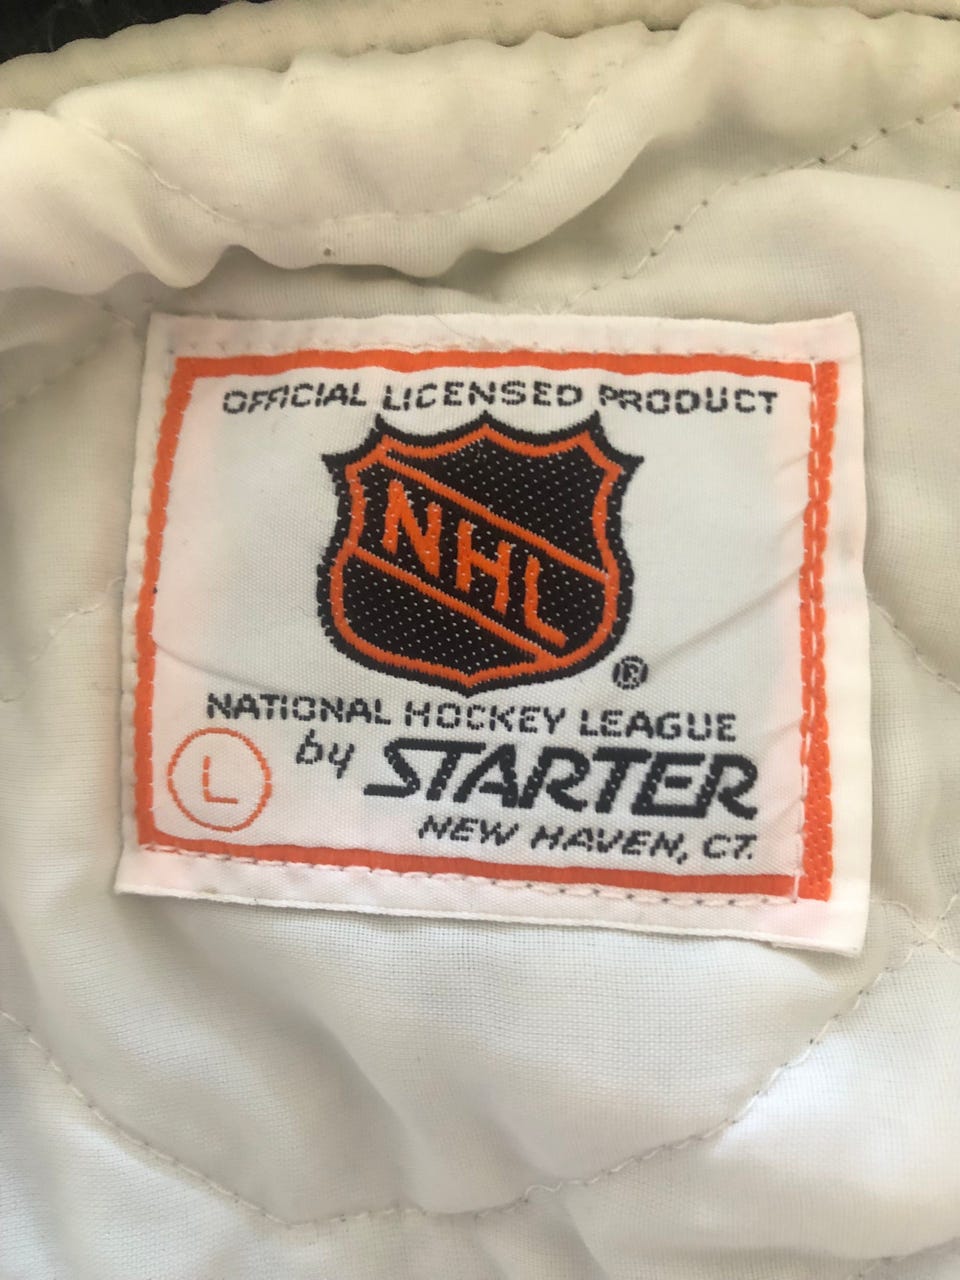 OFFICIAL LICENSED PRODUCT
NHL
®
NATIONAL HOCKEY LEAGUE
L
by STARTER
NEW HAVEN, CT.